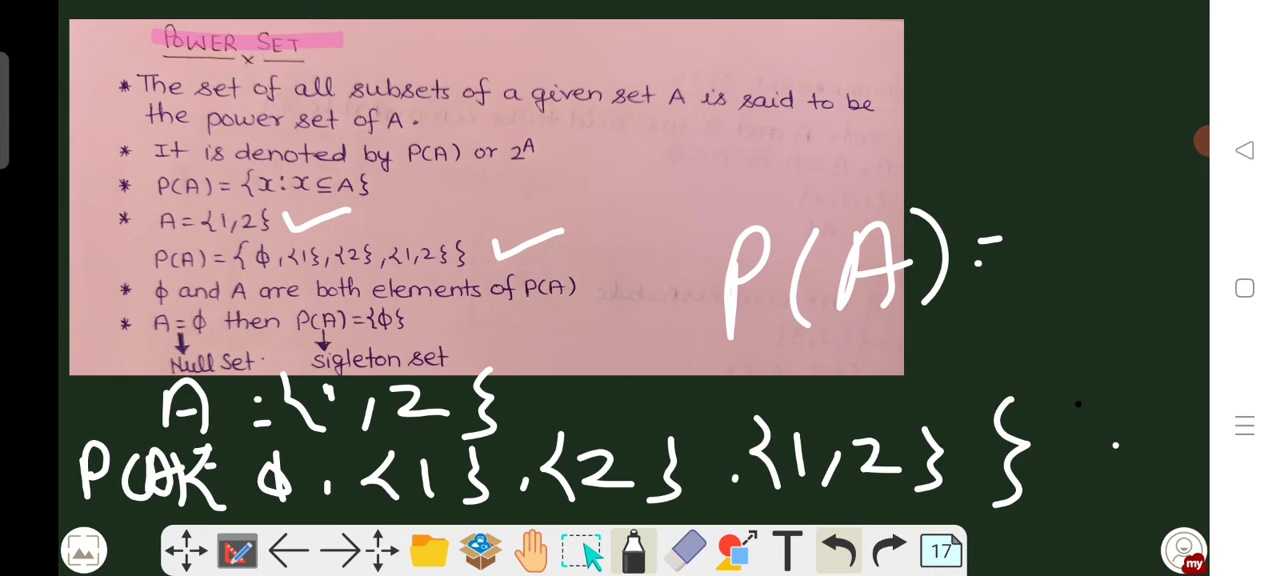 POWER SET
* The set of all subsets of a given set A is said to be
the power set of A.
* It is denoted by P(A) or 2^A
* P(A) = {x : x ⊆ A}
* A = {1,2}
P(A) = { ϕ, {1}, {2}, {1,2} }
* ϕ and A are both elements of P(A)
* A = ϕ then P(A) = {ϕ}
Null Set. Sigleton set
P(A) =
A = {1, 2}
P(A) = { ϕ, {1}, {2}, {1, 2} }
17
my